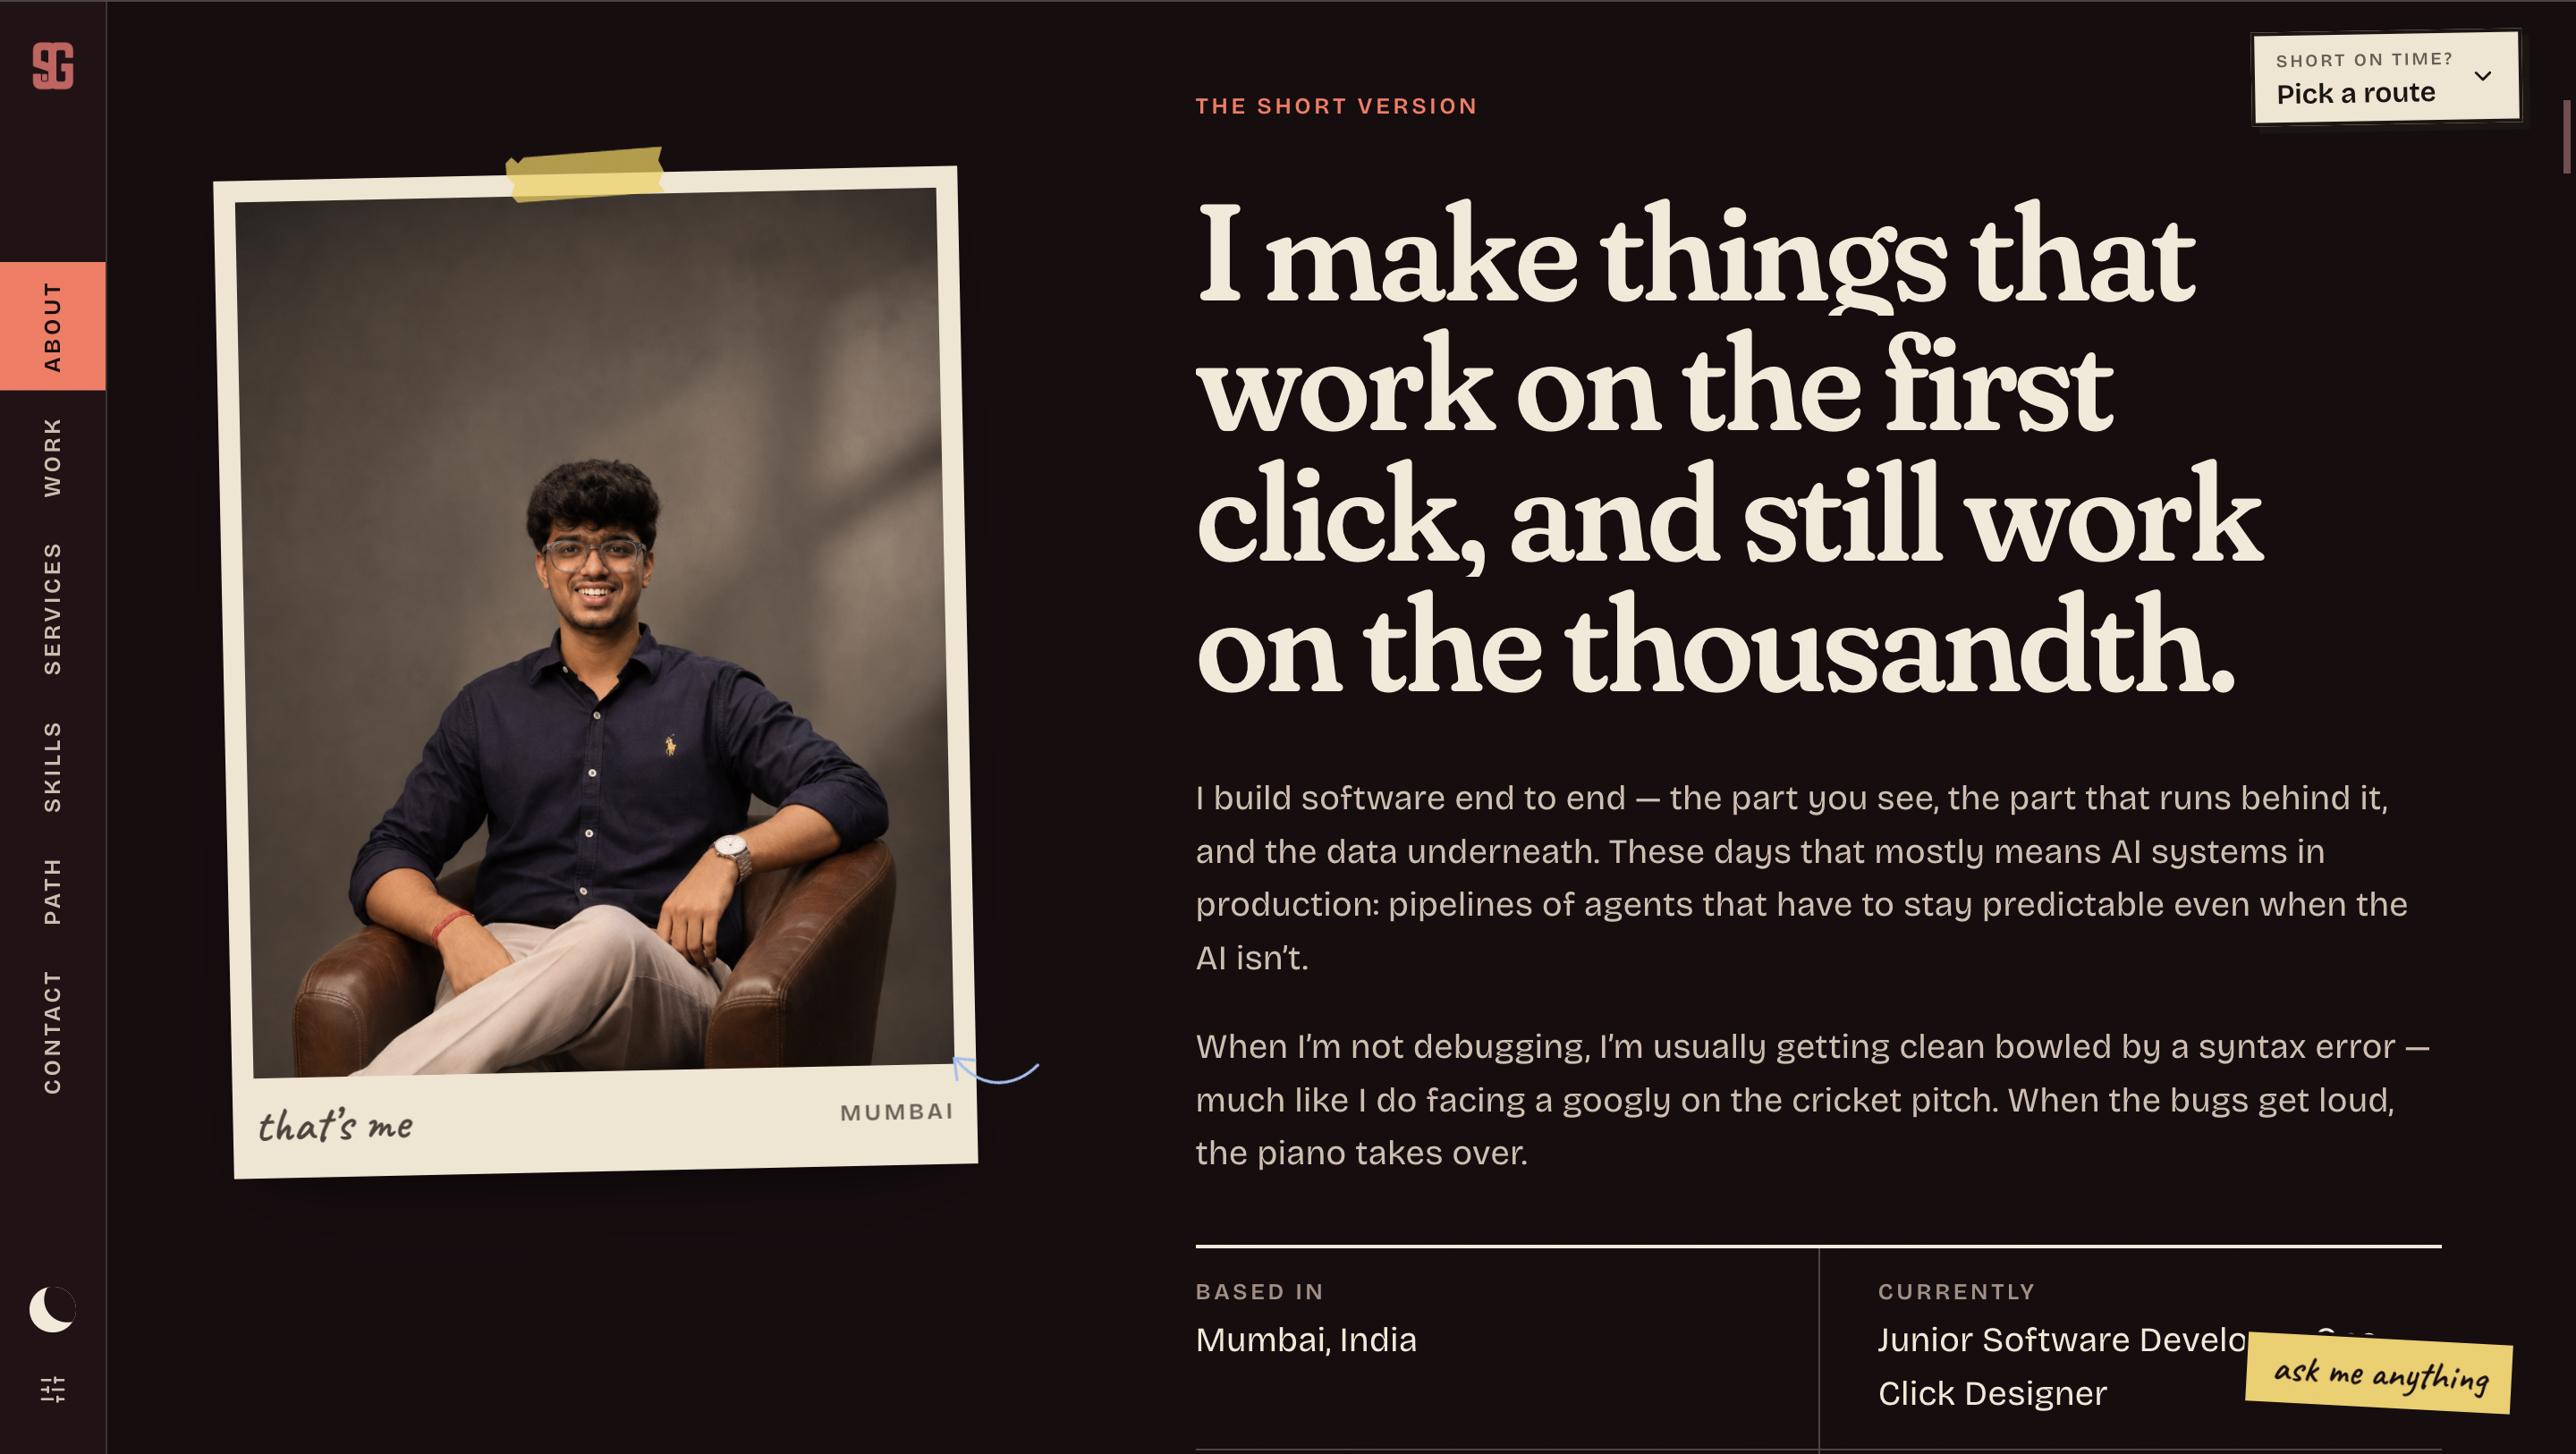 SG
SHORT ON TIME?
Pick a route
ABOUT
WORK
SERVICES
SKILLS
PATH
CONTACT
that's me
MUMBAI
THE SHORT VERSION
I make things that
work on the first
click, and still work
on the thousandth.
I build software end to end — the part you see, the part that runs behind it,
and the data underneath. These days that mostly means AI systems in
production: pipelines of agents that have to stay predictable even when the
AI isn’t.
When I’m not debugging, I’m usually getting clean bowled by a syntax error —
much like I do facing a googly on the cricket pitch. When the bugs get loud,
the piano takes over.
BASED IN
Mumbai, India
CURRENTLY
Junior Software
Click Designer
ask me anything